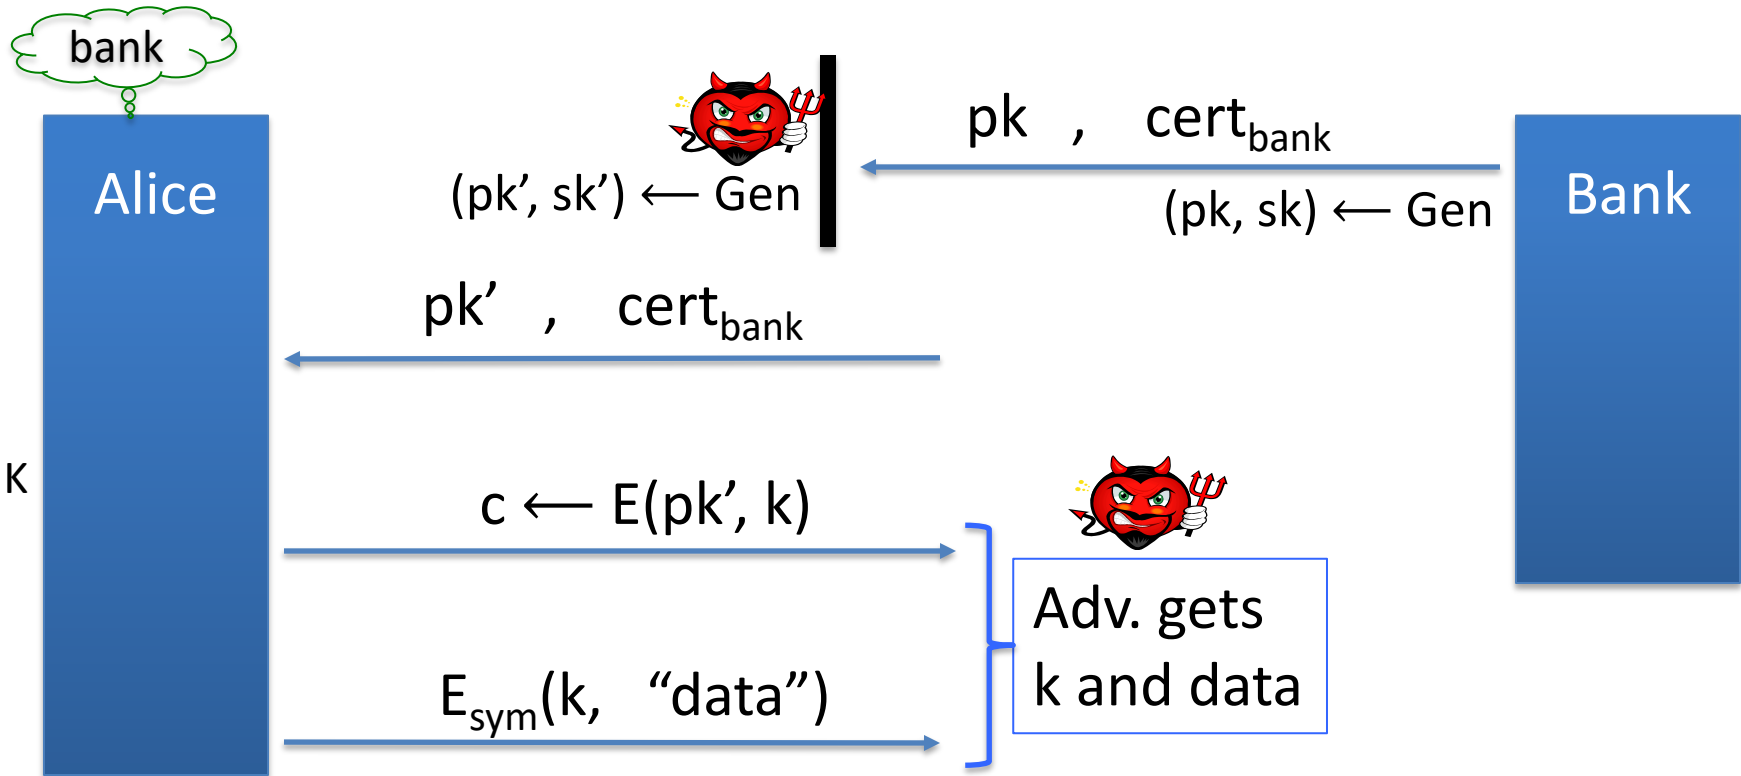 bank
Alice
Bank
pk , cert_bank
(pk’, sk’) ⟵ Gen
(pk, sk) ⟵ Gen
pk’ , cert_bank
K
c ⟵ E(pk’, k)
Adv. gets
k and data
E_sym(k, “data”)